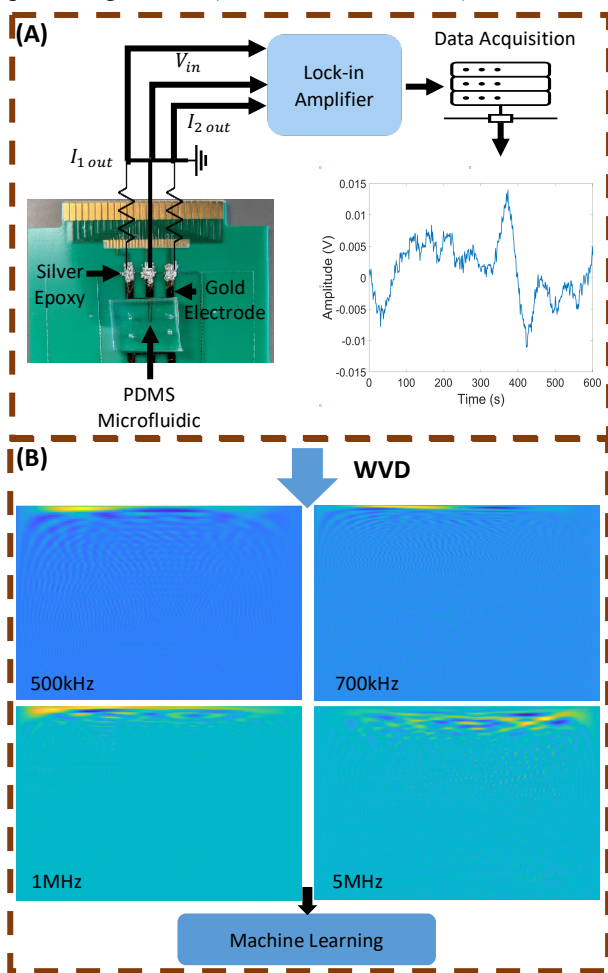 (A)
V_in
I_2 out
I_1 out
Lock-in
Amplifier
Data Acquisition
Silver
Epoxy
Gold
Electrode
PDMS
Microfluidic
0.015
0.01
0.005
0
-0.005
-0.01
-0.015
Amplitude (V)
0 100 200 300 400 500 600
Time (s)
(B)
WVD
500kHz
700kHz
1MHz
5MHz
Machine Learning